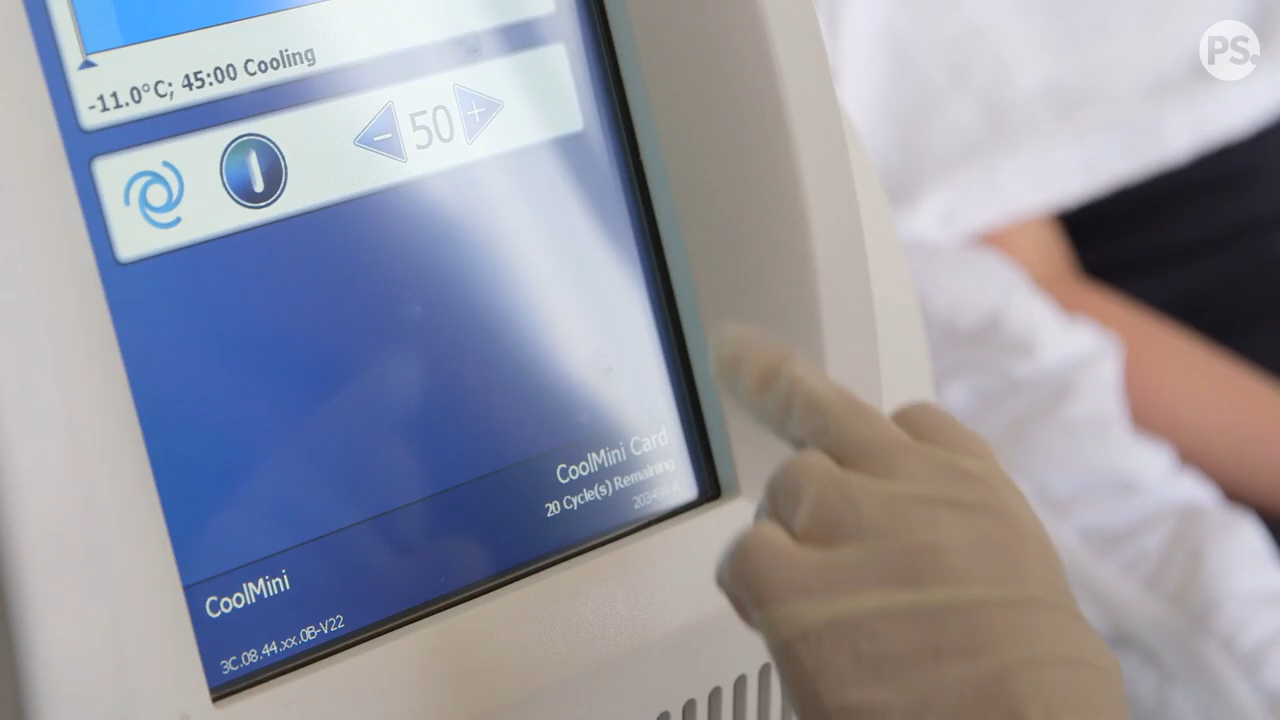 PS.
-11.0°C; 45:00 Cooling
- 50 +
CoolMini Card
20 Cycle(s) Remaining
CoolMini
3C.08.44.xx.0B-V22